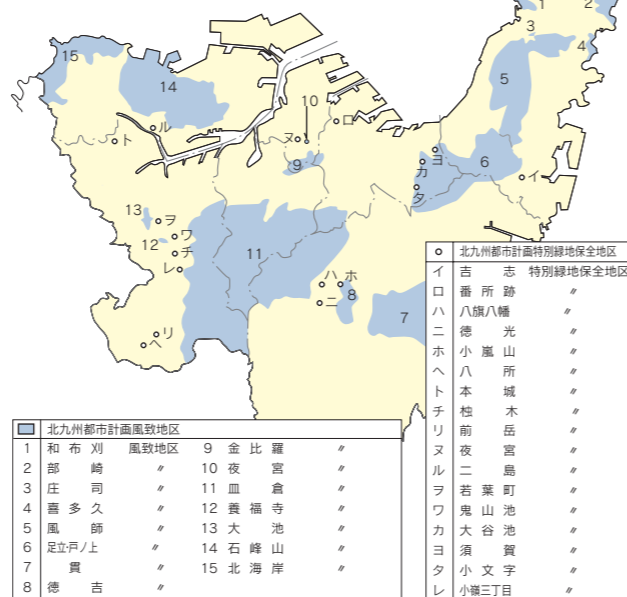 1
2
3
4
5
6
7
8
9
10
11
12
13
14
15
ト
ル
ヌ
ロ
ヨ
カ
タ
イ
ヲ
ワ
チ
レ
ハ
ホ
ニ
リ
ヘ
北九州都市計画特別緑地保全地区
イ 吉志 特別緑地保全地区
ロ 番所跡 〃
ハ 八旗八幡 〃
ニ 徳光 〃
ホ 小嵐山 〃
ヘ 八所 〃
ト 本城 〃
チ 椌木 〃
リ 前岳 〃
ヌ 夜宮 〃
ル 二島 〃
ヲ 若葉町 〃
ワ 鬼山池 〃
カ 大谷池 〃
ヨ 須賀 〃
タ 小文字 〃
レ 小嶺三丁目 〃
北九州都市計画風致地区
1 和布刈 風致地区 9 金比羅 〃
2 部崎 〃 10 夜宮 〃
3 庄司 〃 11 皿倉 〃
4 喜多久 〃 12 養福寺 〃
5 風師 〃 13 大池 〃
6 足立・戸ノ上 〃 14 石峰山 〃
7 貫 〃 15 北海岸 〃
8 徳吉 〃